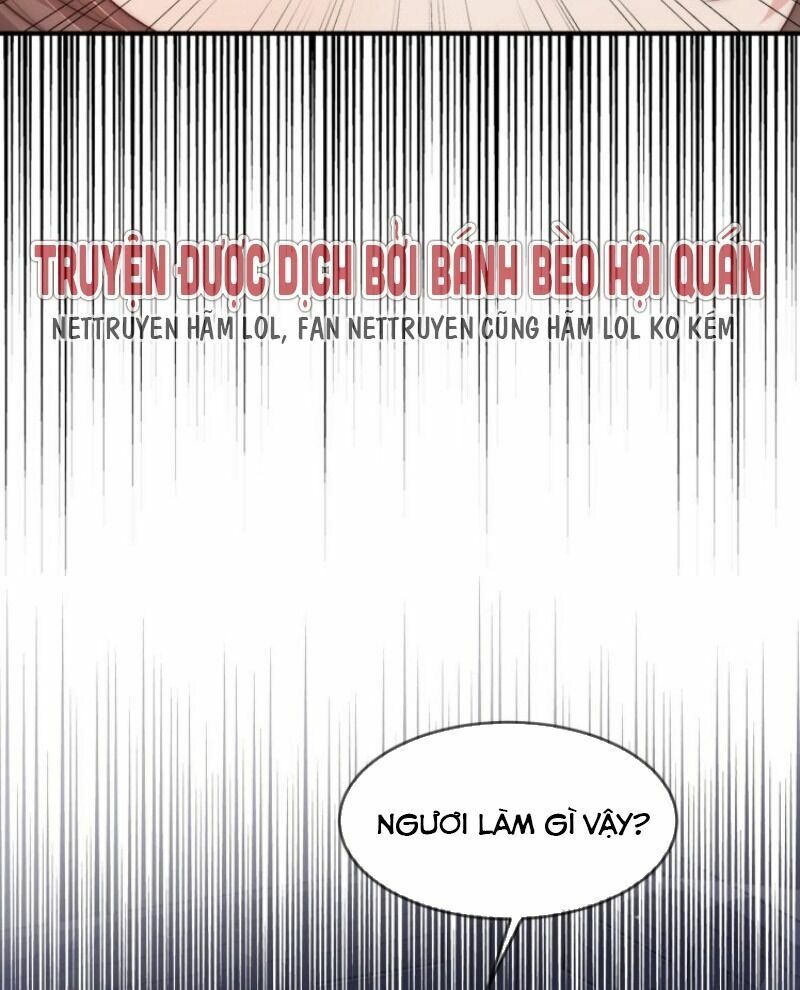 TRUYỆN ĐƯỢC DỊCH BỞI BÁNH BÈO HỘI QUÁN
NETTRUYEN HÃM LOL, FAN NETTRUYEN CŨNG HÃM LOL KO KÉM
NGƯƠI LÀM GÌ VẬY?